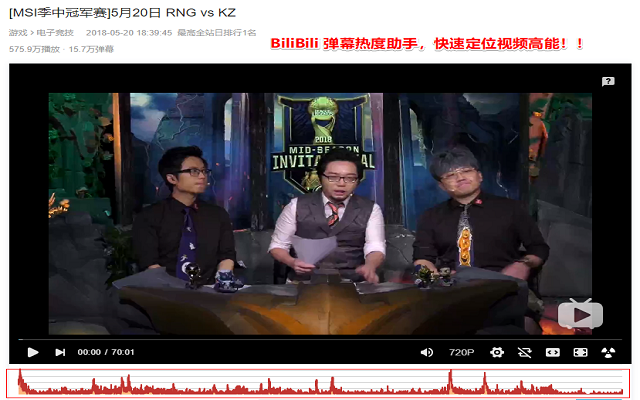 [MSI季中冠军赛]5月20日 RNG vs KZ
游戏 > 电子竞技 2018-05-20 18:39:45 最高全站日排行1名
575.9万播放 · 15.7万弹幕
BiliBili 弹幕热度助手，快速定位视频高能！！
2018
MID-SEASON
INVITATIONAL
00:00 / 70:01
720P